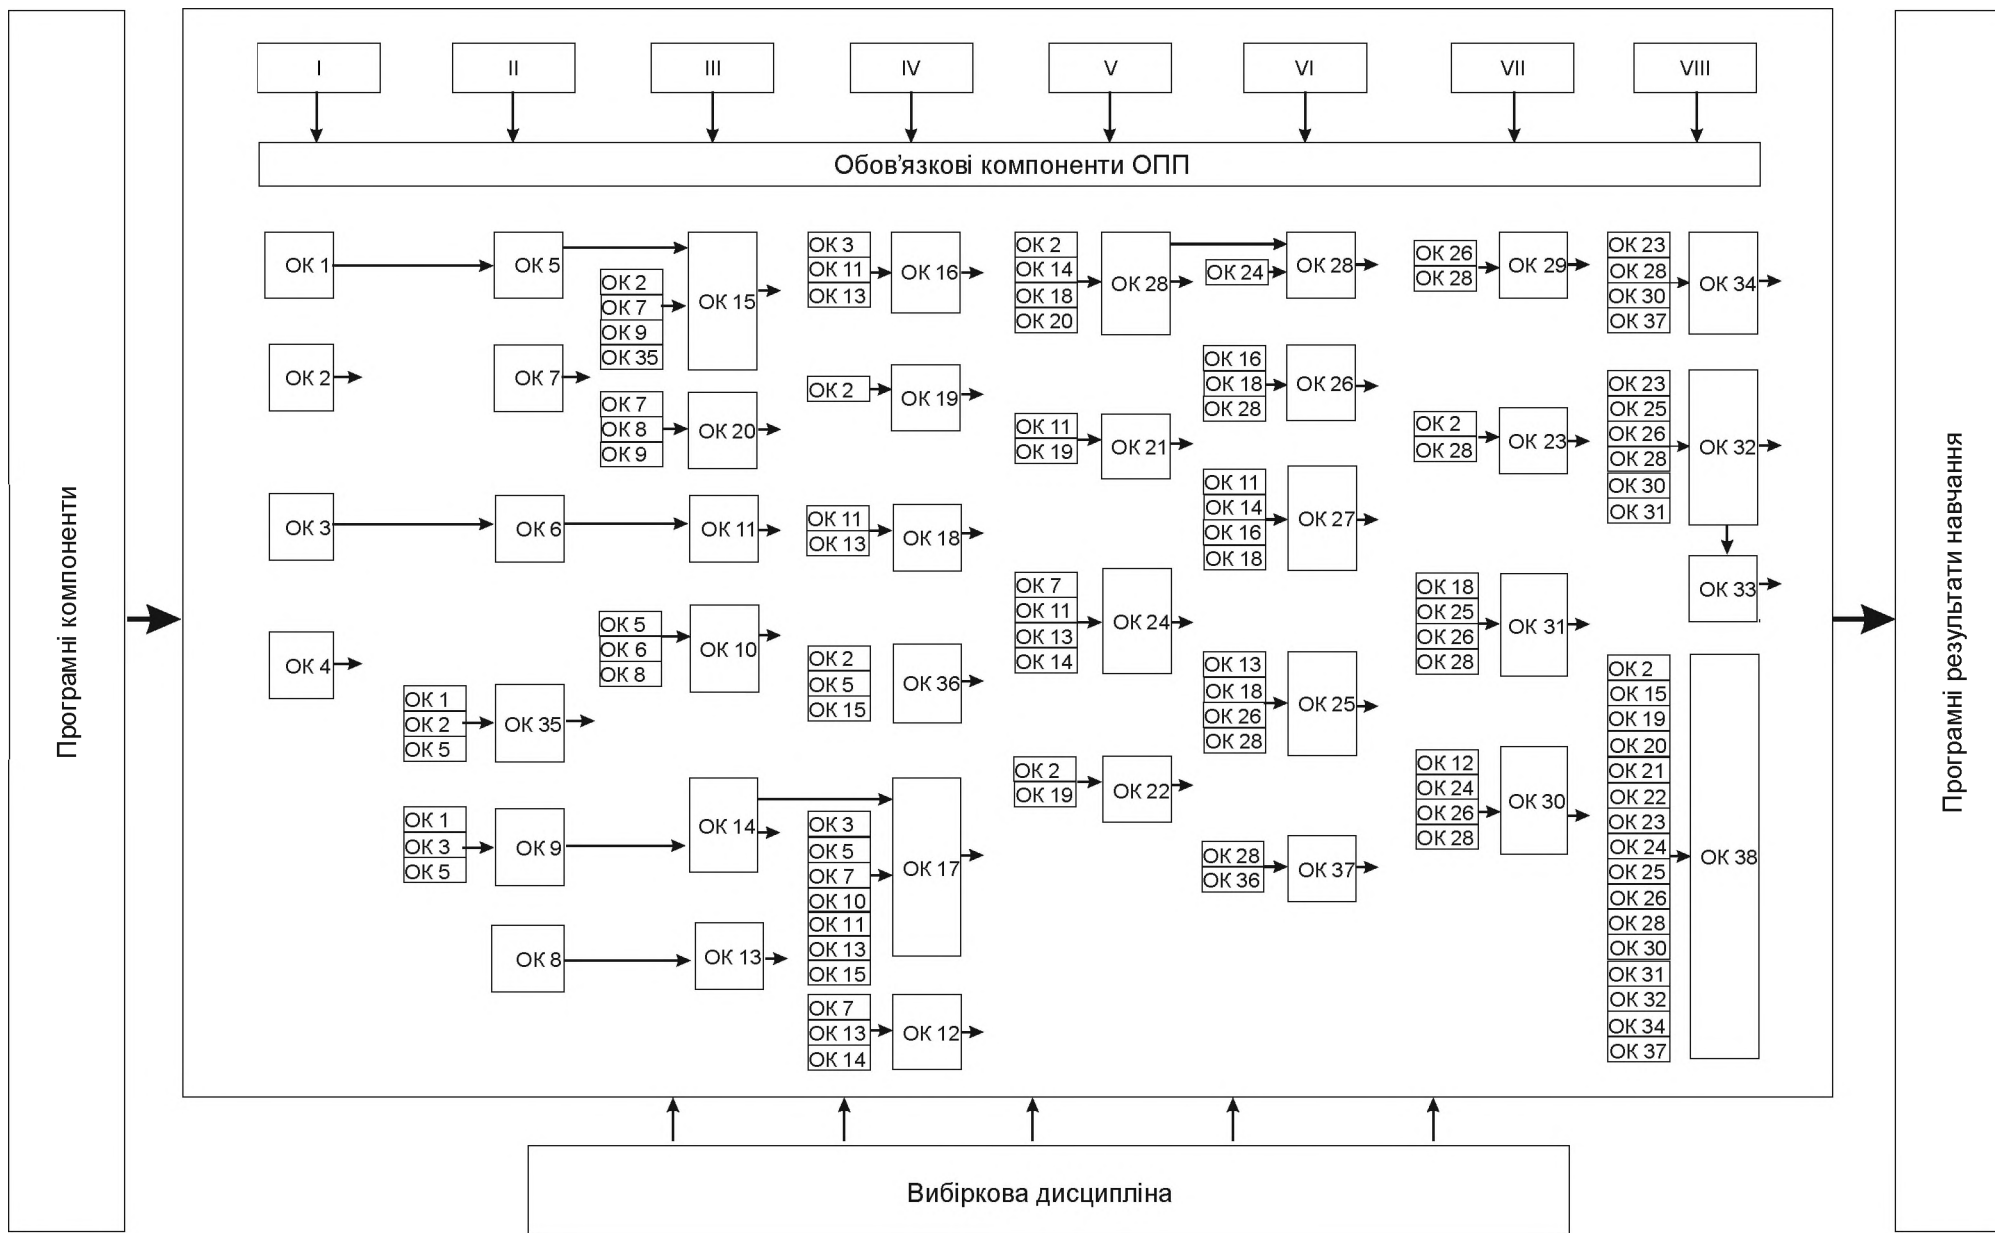 Програмні компоненти
I
II
III
IV
V
VI
VII
VIII
Обов'язкові компоненти ОПП
ОК 1
ОК 2
ОК 3
ОК 4
ОК 5
ОК 7
ОК 6
ОК 1
ОК 2
ОК 5
ОК 35
ОК 1
ОК 3
ОК 5
ОК 9
ОК 8
ОК 2
ОК 7
ОК 9
ОК 35
ОК 15
ОК 7
ОК 8
ОК 9
ОК 20
ОК 11
ОК 5
ОК 6
ОК 8
ОК 10
ОК 14
ОК 13
ОК 3
ОК 11
ОК 13
ОК 16
ОК 2
ОК 19
ОК 11
ОК 13
ОК 18
ОК 2
ОК 5
ОК 15
ОК 36
ОК 3
ОК 5
ОК 7
ОК 10
ОК 11
ОК 13
ОК 15
ОК 17
ОК 7
ОК 13
ОК 14
ОК 12
ОК 2
ОК 14
ОК 18
ОК 20
ОК 28
ОК 11
ОК 19
ОК 21
ОК 7
ОК 11
ОК 13
ОК 14
ОК 24
ОК 2
ОК 19
ОК 22
ОК 24
ОК 28
ОК 16
ОК 18
ОК 28
ОК 26
ОК 11
ОК 14
ОК 16
ОК 18
ОК 27
ОК 13
ОК 18
ОК 26
ОК 28
ОК 25
ОК 28
ОК 36
ОК 37
ОК 26
ОК 28
ОК 29
ОК 2
ОК 28
ОК 23
ОК 18
ОК 25
ОК 26
ОК 28
ОК 31
ОК 12
ОК 24
ОК 26
ОК 28
ОК 30
ОК 23
ОК 28
ОК 30
ОК 37
ОК 34
ОК 23
ОК 25
ОК 26
ОК 28
ОК 30
ОК 31
ОК 32
ОК 33
ОК 2
ОК 15
ОК 19
ОК 20
ОК 21
ОК 22
ОК 23
ОК 24
ОК 25
ОК 26
ОК 28
ОК 30
ОК 31
ОК 32
ОК 34
ОК 37
ОК 38
Вибіркова дисципліна
Програмні результати навчання